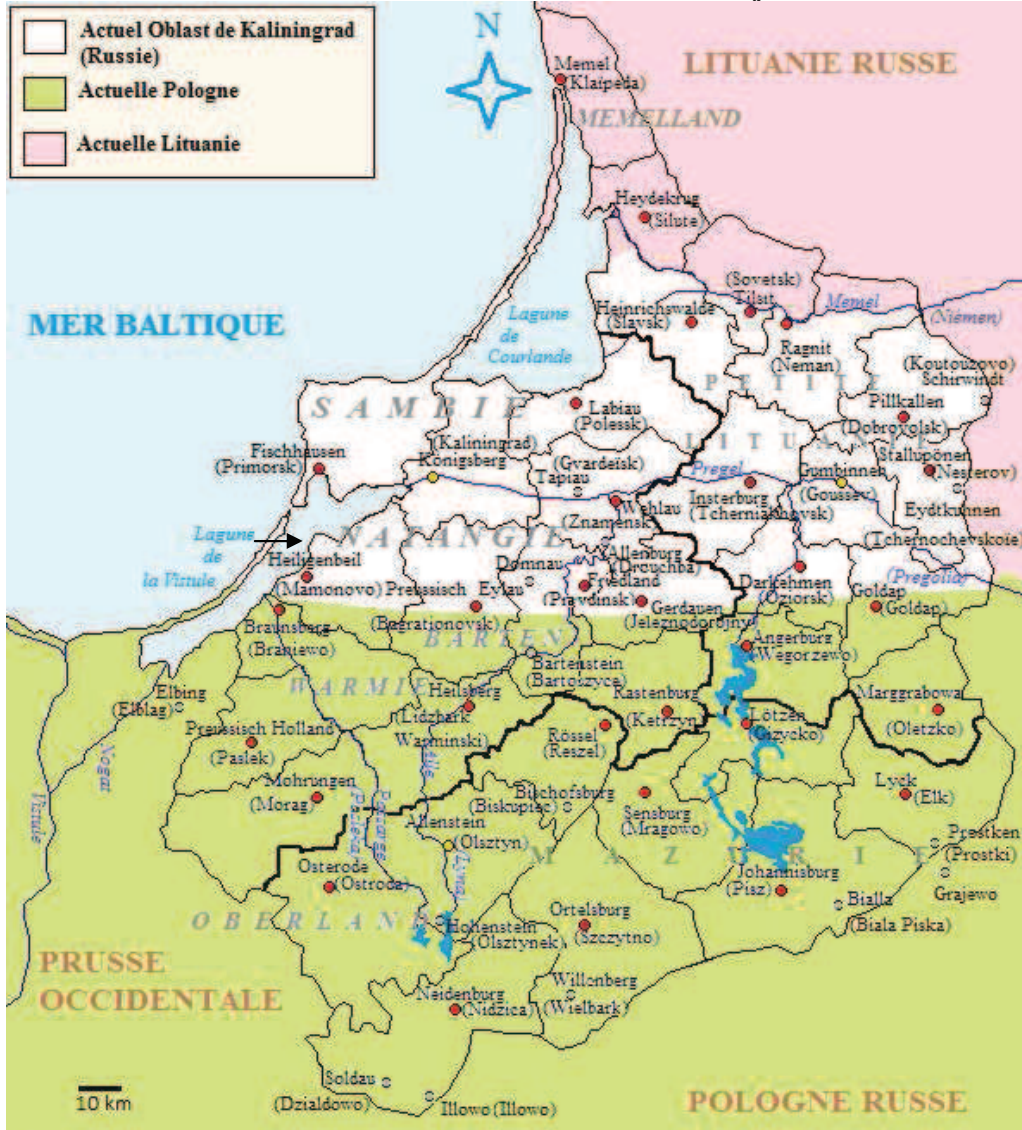 Actuel Oblast de Kaliningrad
(Russie)
Actuelle Pologne
Actuelle Lituanie
N
LITUANIE RUSSE
Memel
(Klaipeda)
MEMELLAND
Heydekrug
(Silute)
(Sovetsk)
Tilsit
Memel
(Niémen)
Heinrichswalde
(Slavsk)
Ragnit
(Neman)
(Koutouzovo)
Schirwindt
MER BALTIQUE
Lagune
de
Courlande
PETITE
LITUANIE
SAMBIE
Labiau
(Polessk)
Pillkallen
(Dobrovolsk)
Fischhausen
(Primorsk)
(Kaliningrad)
Königsberg
(Gvardeisk)
Tapiau
Pregel
Insterburg
(Tcherniakhovsk)
Gumbinnen
(Goussev)
Stallupönen
(Nesterov)
Eydtkuhnen
(Tchernochevskoie)
Wehlau
(Znamensk)
NATANGIE
Lagune
de
la Vistule
Heiligenbeil
(Mamonovo)
Preussisch Eylau
(Bagrationovsk)
Domnau
Allenburg
(Drouchba)
Friedland
(Pravdinsk)
Gerdauen
(Jeleznodorojny)
Darkehmen
(Oziorsk)
(Pregolia)
Goldap
(Goldap)
Braunsberg
(Braniewo)
BARTEN
Bartenstein
(Bartoszyce)
Angerburg
(Wegorzewo)
WARMIE
Elbing
(Elblag)
Heilsberg
(Lidzbark
Warminski)
Rastenburg
(Ketrzyn)
Lötzen
(Gizycko)
Marggrabowa
(Oletzko)
Preussisch Holland
(Paslek)
Rössel
(Reszel)
Nogat
Vistule
Mohrungen
(Morag)
Passarge
(Pasleka)
Alle
(Lyna)
Bischofsburg
(Biskupiec)
Sensburg
(Mragowo)
Lyck
(Elk)
Allenstein
(Olsztyn)
MAZURIE
Prostken
(Prostki)
Grajewo
Osterode
(Ostroda)
Johannisburg
(Pisz)
Bialla
(Biala Piska)
OBERLAND
Hohenstein
(Olsztynek)
Ortelsburg
(Szczytno)
PRUSSE
OCCIDENTALE
Willenberg
(Wielbark)
Neidenburg
(Nidzica)
Soldau
(Dzialdowo)
Illowo (Illowo)
10 km
POLOGNE RUSSE